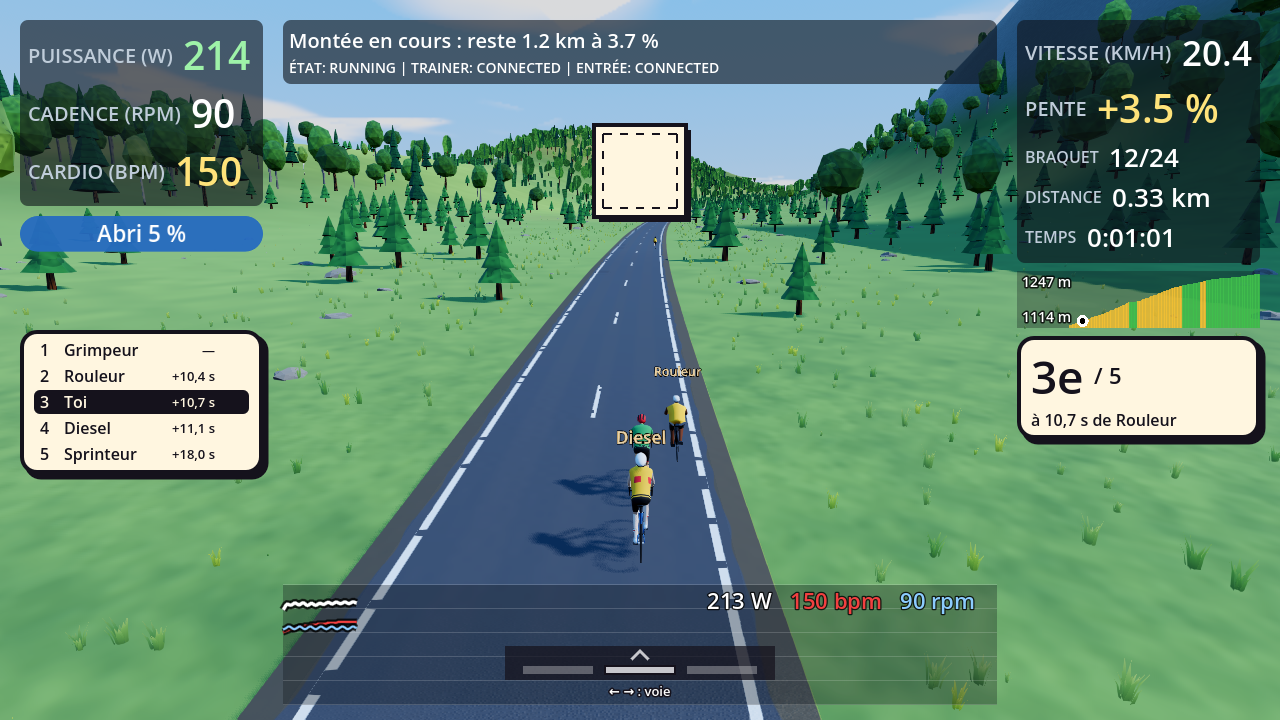 PUISSANCE (W) 214
CADENCE (RPM) 90
CARDIO (BPM) 150
Abri 5 %
Montée en cours : reste 1.2 km à 3.7 %
ÉTAT: RUNNING | TRAINER: CONNECTED | ENTRÉE: CONNECTED
VITESSE (KM/H) 20.4
PENTE +3.5 %
BRAQUET 12/24
DISTANCE 0.33 km
TEMPS 0:01:01
1247 m
1114 m
1 Grimpeur —
2 Rouleur +10,4 s
3 Toi +10,7 s
4 Diesel +11,1 s
5 Sprinteur +18,0 s
3e / 5
à 10,7 s de Rouleur
Rouleur
Diesel
213 W 150 bpm 90 rpm
← → : voie